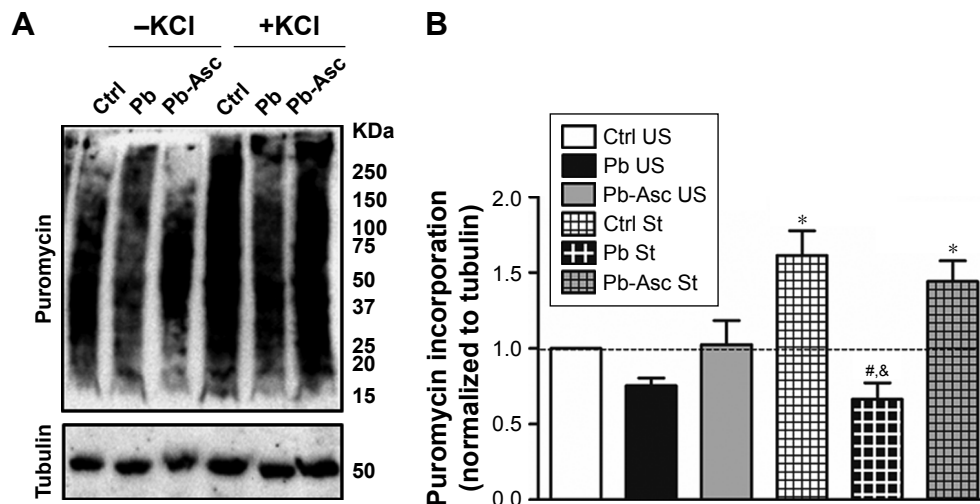 A
–KCl +KCl
Ctrl Pb Pb-Asc Ctrl Pb Pb-Asc
KDa
250
150
100
75
50
37
25
20
15
Puromycin
Tubulin
50
B
Ctrl US
Pb US
Pb-Asc US
Ctrl St
Pb St
Pb-Asc St
Puromycin incorporation
(normalized to tubulin)
2.0
1.5
1.0
0.5
0.0
*
#,&
*